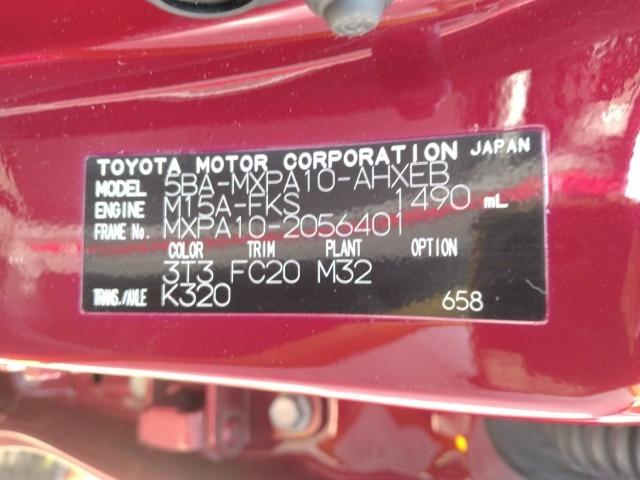 TOYOTA MOTOR CORPORATION JAPAN
MODEL 5BA-MXPA10-AHXEB
ENGINE M15A-FKS 1490 mL
FRAME No. MXPA10-2056401
COLOR TRIM PLANT OPTION
3T3 FC20 M32
TRANS./AXLE K320 658